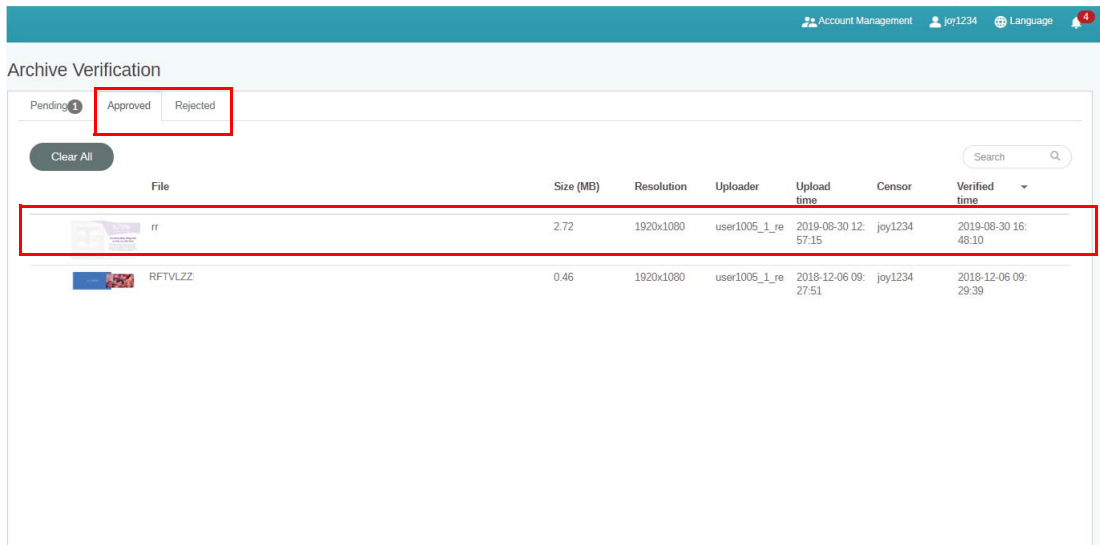 Account Management joy1234 Language 4
Archive Verification
Pending 1 Approved Rejected
Clear All Search
File Size (MB) Resolution Uploader Upload time Censor Verified time
rr 2.72 1920x1080 user1005_1_re 2019-08-30 12:57:15 joy1234 2019-08-30 16:48:10
RFTVLZZ 0.46 1920x1080 user1005_1_re 2018-12-06 09:27:51 joy1234 2018-12-06 09:29:39